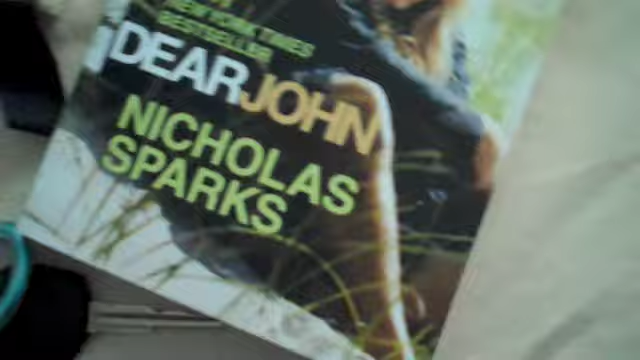 NEW YORK TIMES
BESTSELLER
DEAR JOHN
NICHOLAS
SPARKS